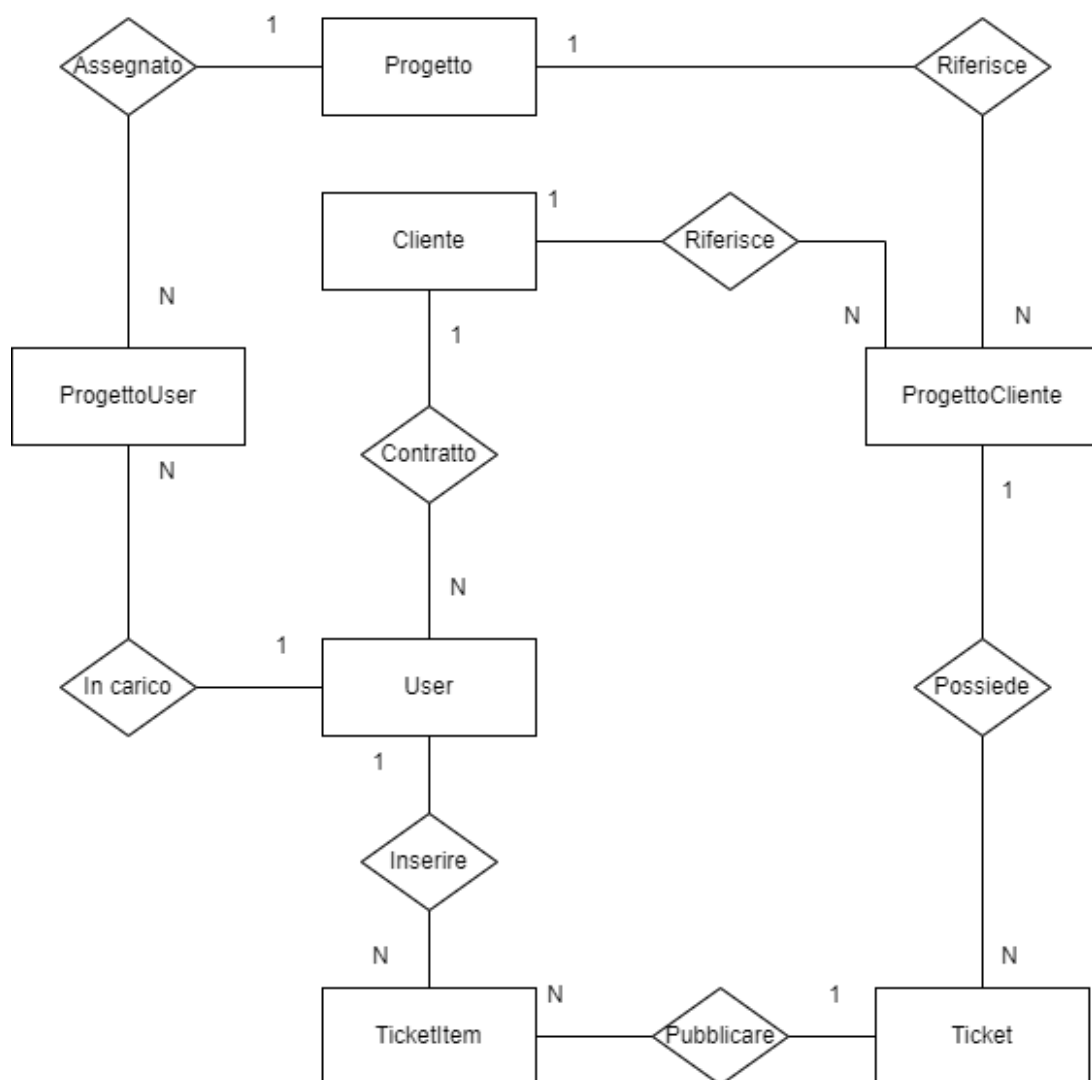 1
1
Assegnato
Progetto
Riferisce
1
Cliente
Riferisce
N
1
N
N
ProgettoUser
ProgettoCliente
Contratto
N
1
N
1
In carico
User
Possiede
1
Inserire
N
N
N
1
TicketItem
Pubblicare
Ticket